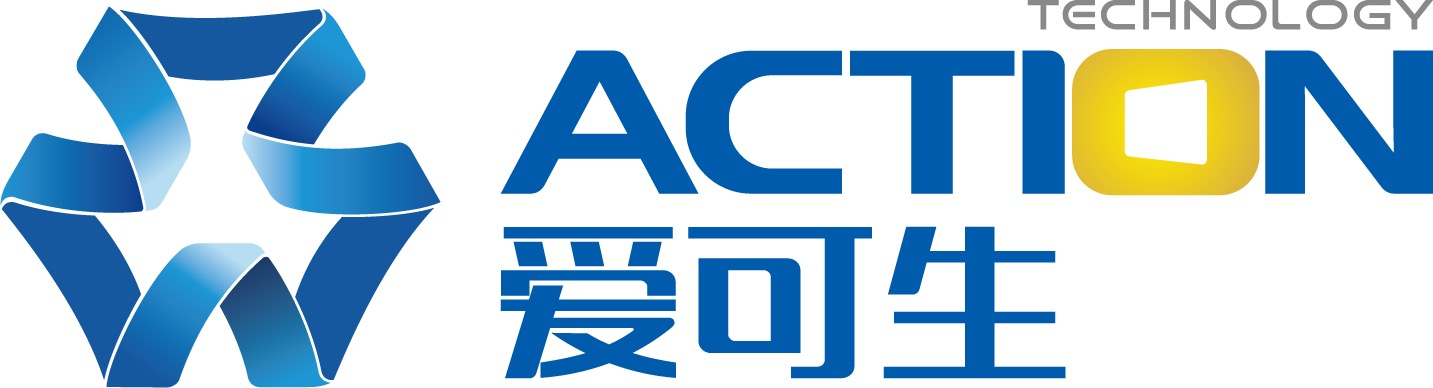 TECHNOLOGY
ACTION
爱可生